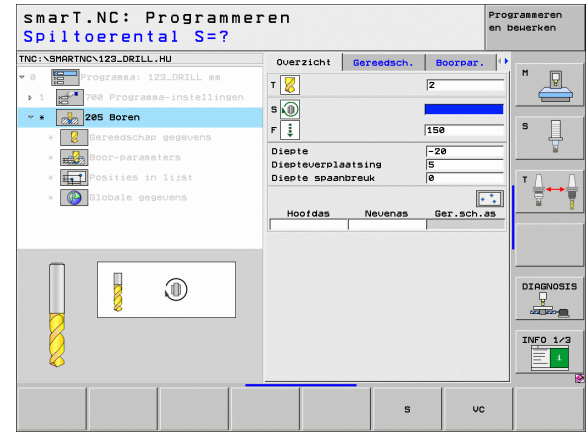 smarT.NC: Programmeren
Spiltoerental S=?
Programmeren en bewerken
TNC:\SMARTNC\123_DRILL.HU
0 Programma: 123_DRILL mm
1 700 Programma-instellingen
* 205 Boren
* Gereedschap gegevens
* Boor-parameters
* Posities in lijst
* Globale gegevens
Overzicht Gereedsch. Boorpar.
T 2
S
F 150
Diepte -20
Diepteverplaatsing 5
Diepte spaanbreuk 0
Hoofdas Nevenas Ger.sch.as
M
S
T
DIAGNOSIS
INFO 1/3
i
S VC